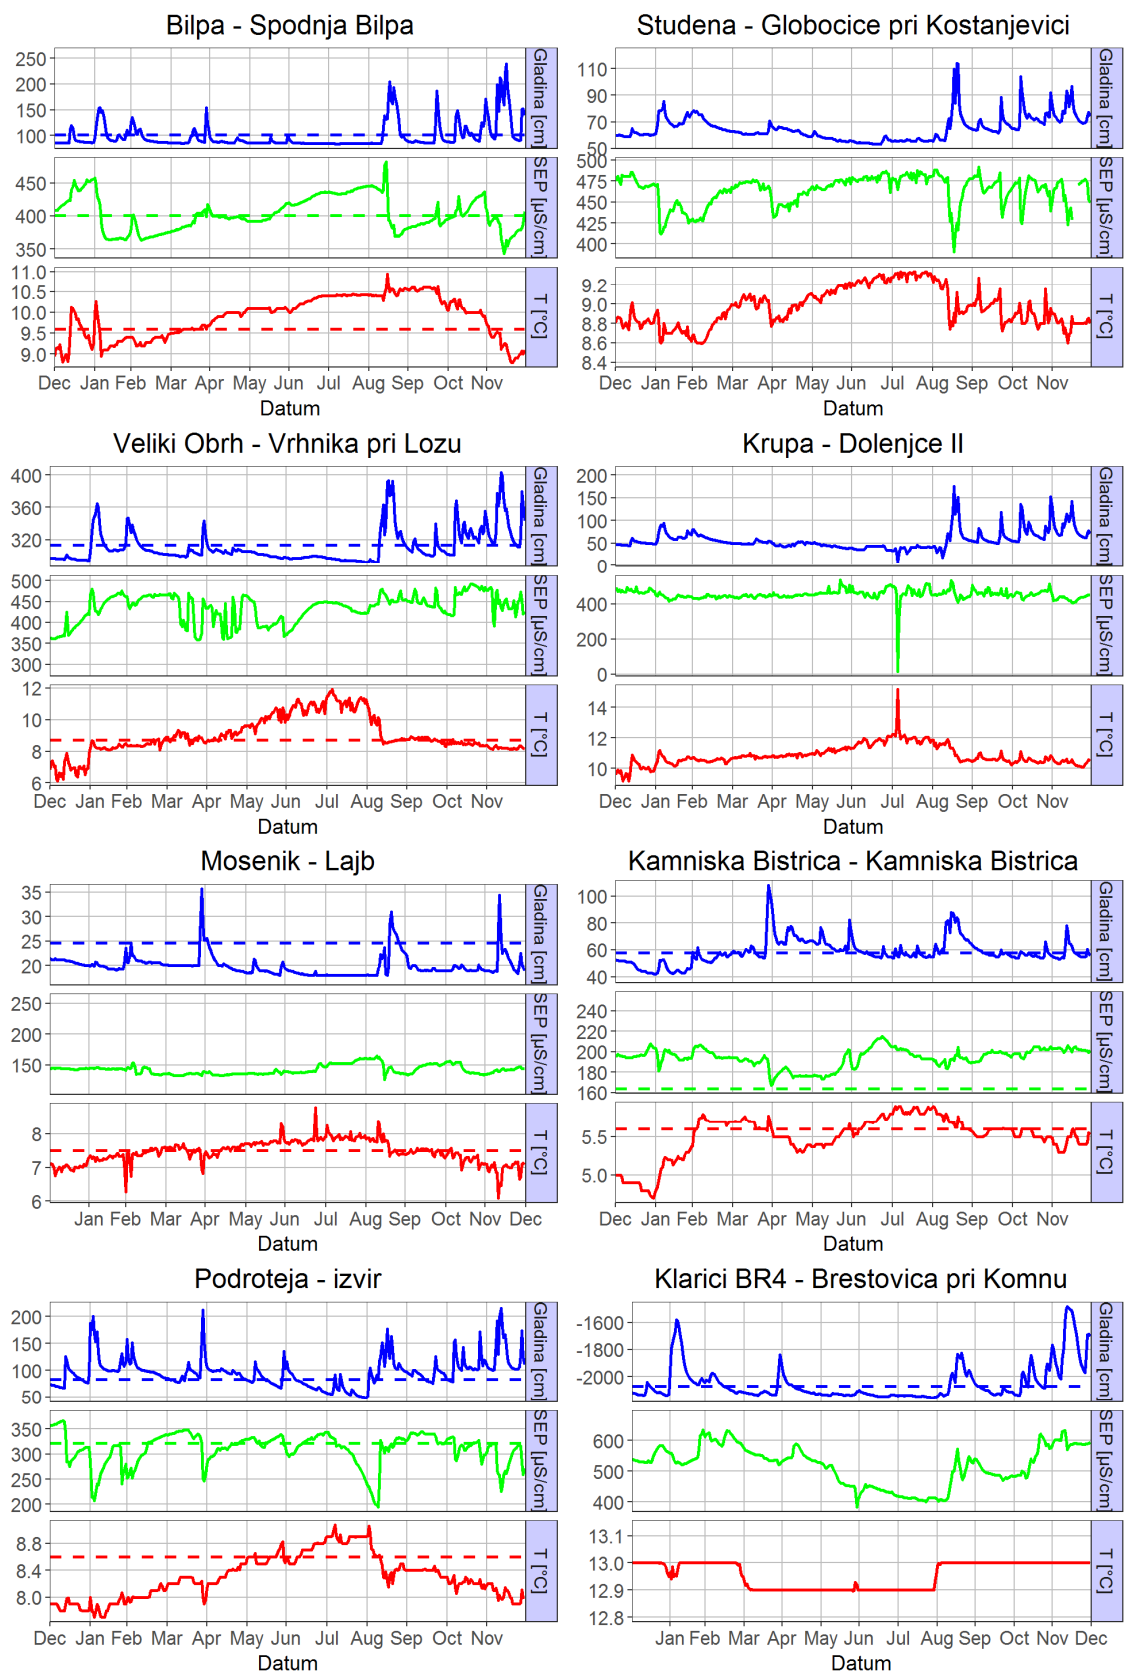 Bilpa - Spodnja Bilpa
250
200
150
100
Gladina [cm]
450
400
350
SEP [µS/cm]
11.0
10.5
10.0
9.5
9.0
T [°C]
Dec Jan Feb Mar Apr May Jun Jul Aug Sep Oct Nov
Datum
Studena - Globocice pri Kostanjevici
110
90
70
50
Gladina [cm]
500
475
450
425
400
SEP [µS/cm]
9.2
9.0
8.8
8.6
8.4
T [°C]
Dec Jan Feb Mar Apr May Jun Jul Aug Sep Oct Nov
Datum
Veliki Obrh - Vrhnika pri Lozu
400
360
320
Gladina [cm]
500
450
400
350
300
SEP [µS/cm]
12
10
8
6
T [°C]
Dec Jan Feb Mar Apr May Jun Jul Aug Sep Oct Nov
Datum
Krupa - Dolenjce II
200
150
100
50
0
Gladina [cm]
400
200
0
SEP [µS/cm]
14
12
10
T [°C]
Dec Jan Feb Mar Apr May Jun Jul Aug Sep Oct Nov
Datum
Mosenik - Lajb
35
30
25
20
Gladina [cm]
250
200
150
SEP [µS/cm]
8
7
6
T [°C]
Jan Feb Mar Apr May Jun Jul Aug Sep Oct Nov Dec
Datum
Kamniska Bistrica - Kamniska Bistrica
100
80
60
40
Gladina [cm]
240
220
200
180
160
SEP [µS/cm]
5.5
5.0
T [°C]
Dec Jan Feb Mar Apr May Jun Jul Aug Sep Oct Nov
Datum
Podroteja - izvir
200
150
100
50
Gladina [cm]
350
300
250
200
SEP [µS/cm]
8.8
8.4
8.0
T [°C]
Dec Jan Feb Mar Apr May Jun Jul Aug Sep Oct Nov
Datum
Klarici BR4 - Brestovica pri Komnu
-1600
-1800
-2000
Gladina [cm]
600
500
400
SEP [µS/cm]
13.1
13.0
12.9
12.8
T [°C]
Jan Feb Mar Apr May Jun Jul Aug Sep Oct Nov Dec
Datum